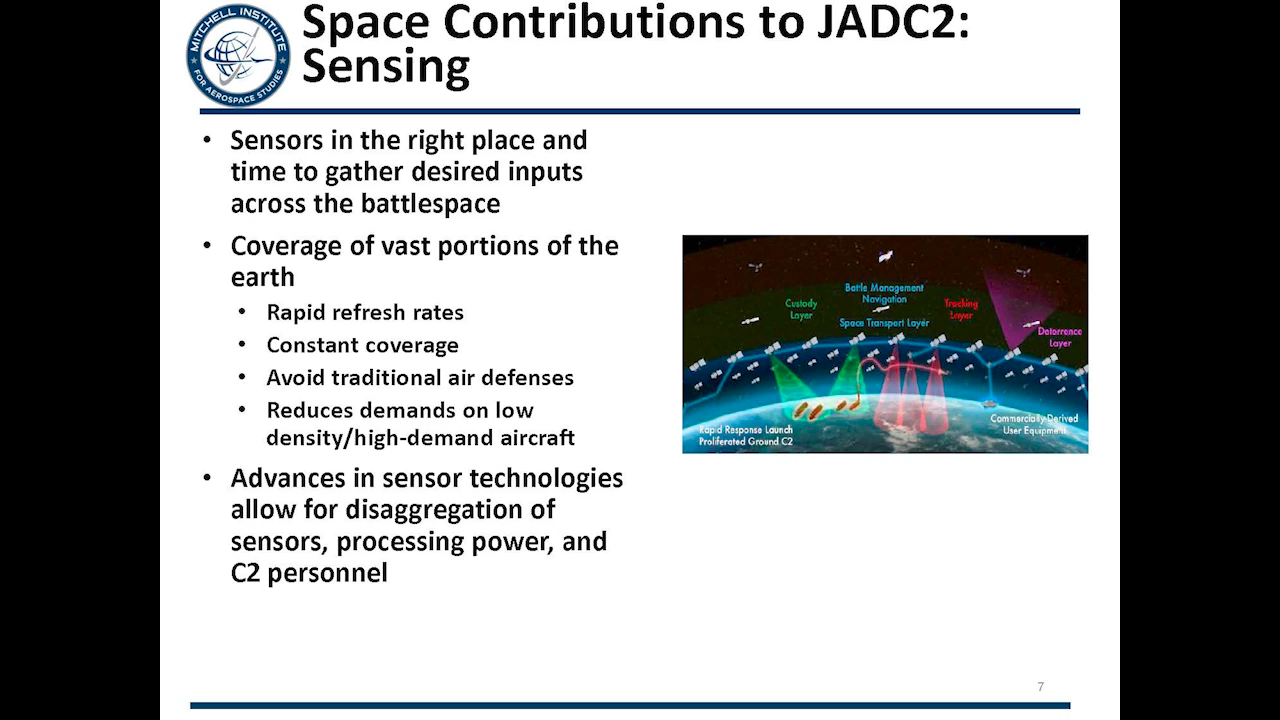 MITCHELL INSTITUTE
FOR AEROSPACE STUDIES
Space Contributions to JADC2:
Sensing
• Sensors in the right place and
time to gather desired inputs
across the battlespace
• Coverage of vast portions of the
earth
• Rapid refresh rates
• Constant coverage
• Avoid traditional air defenses
• Reduces demands on low
density/high-demand aircraft
• Advances in sensor technologies
allow for disaggregation of
sensors, processing power, and
C2 personnel
Battle Management
Navigation
Custody
Layer
Tracking
Layer
Space Transport Layer
Deterrence
Layer
Rapid Response Launch
Proliferated Ground C2
Commercially-Derived
User Equipment
7